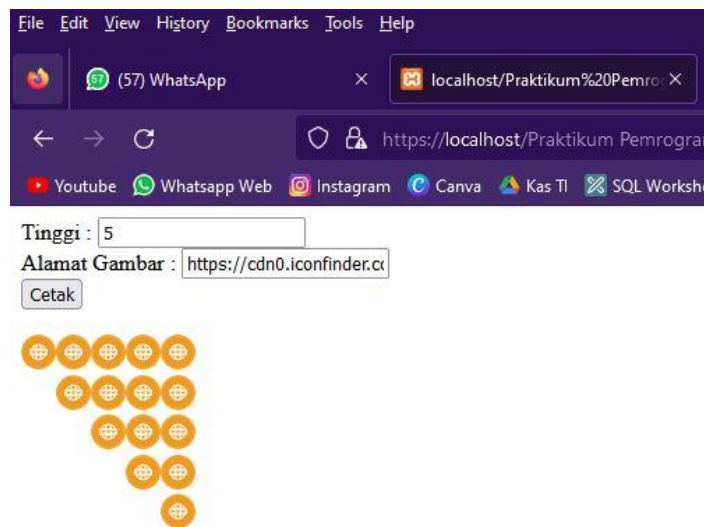 File Edit View History Bookmarks Tools Help
57 (57) WhatsApp localhost/Praktikum%20Pemro
https://localhost/Praktikum Pemrogra
Youtube Whatsapp Web Instagram Canva Kas TI SQL Worksh
Tinggi : 5
Alamat Gambar : https://cdn0.iconfinder.co
Cetak